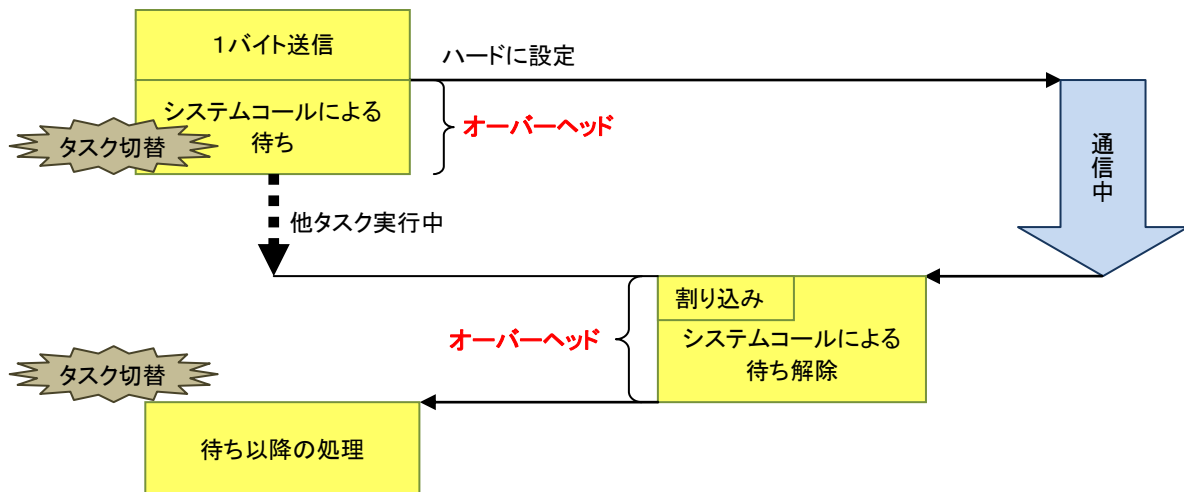 １バイト送信
ハードに設定
システムコールによる
待ち
オーバーヘッド
タスク切替
通信中
他タスク実行中
割り込み
システムコールによる
待ち解除
オーバーヘッド
タスク切替
待ち以降の処理